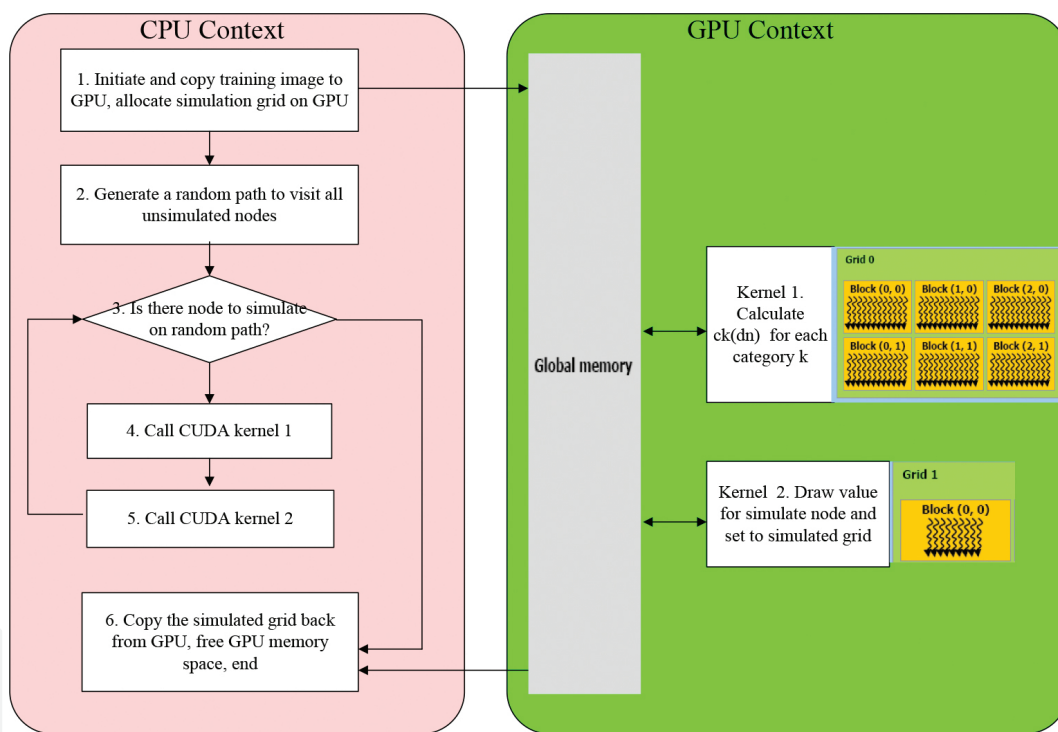 CPU Context
1. Initiate and copy training image to
GPU, allocate simulation grid on GPU
2. Generate a random path to visit all
unsimulated nodes
3. Is there node to simulate
on random path?
4. Call CUDA kernel 1
5. Call CUDA kernel 2
6. Copy the simulated grid back
from GPU, free GPU memory
space, end
GPU Context
Global memory
Kernel 1.
Calculate
ck(dn) for each
category k
Grid 0
Block (0, 0) Block (1, 0) Block (2, 0)
Block (0, 1) Block (1, 1) Block (2, 1)
Kernel 2. Draw value
for simulate node and
set to simulated grid
Grid 1
Block (0, 0)